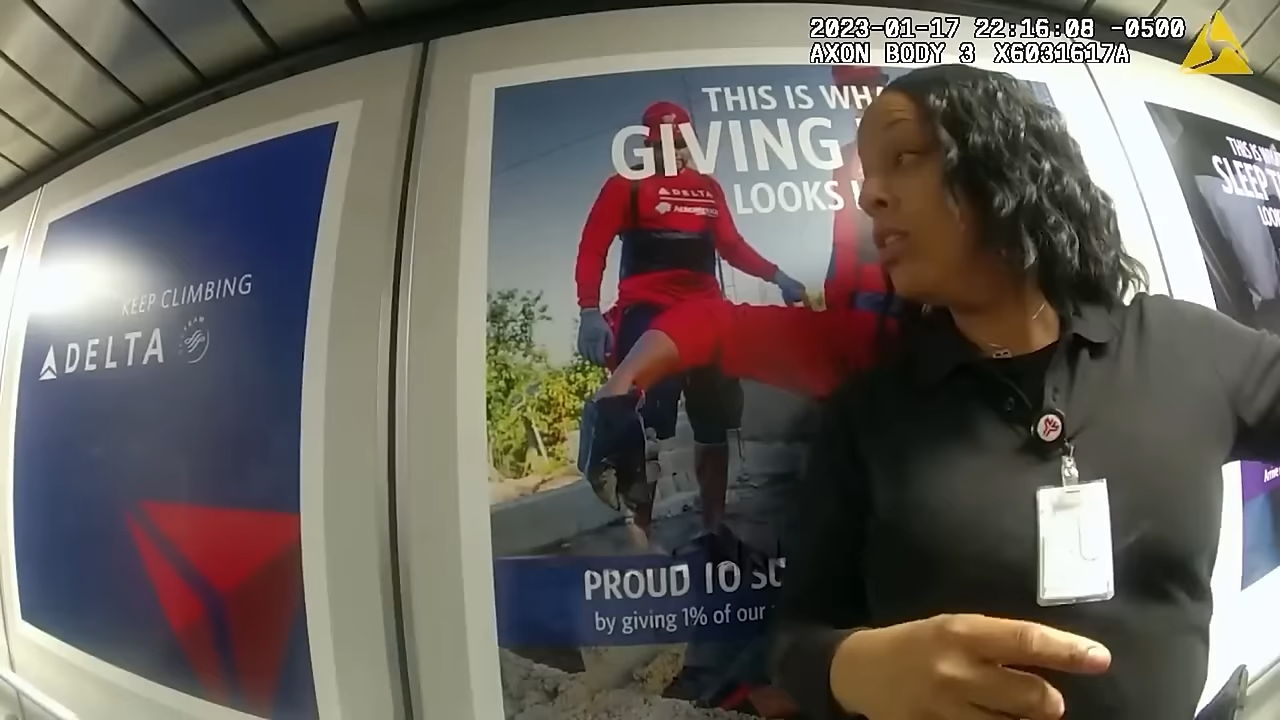 2023-01-17 22:16:08 -0500
AXON BODY 3 X6031617A
KEEP CLIMBING
DELTA
THIS IS
GIVING
LOOKS
DELTA
PROUD TO
by giving 1% of our
THIS IS
SLEEP